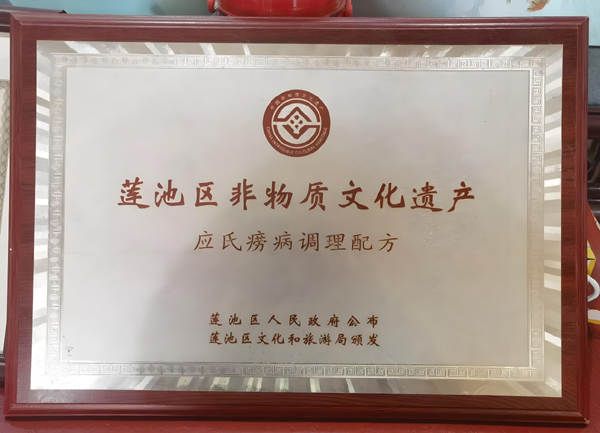 莲池区非物质文化遗产
应氏痨病调理配方
莲池区人民政府公布
莲池区文化和旅游局颁发